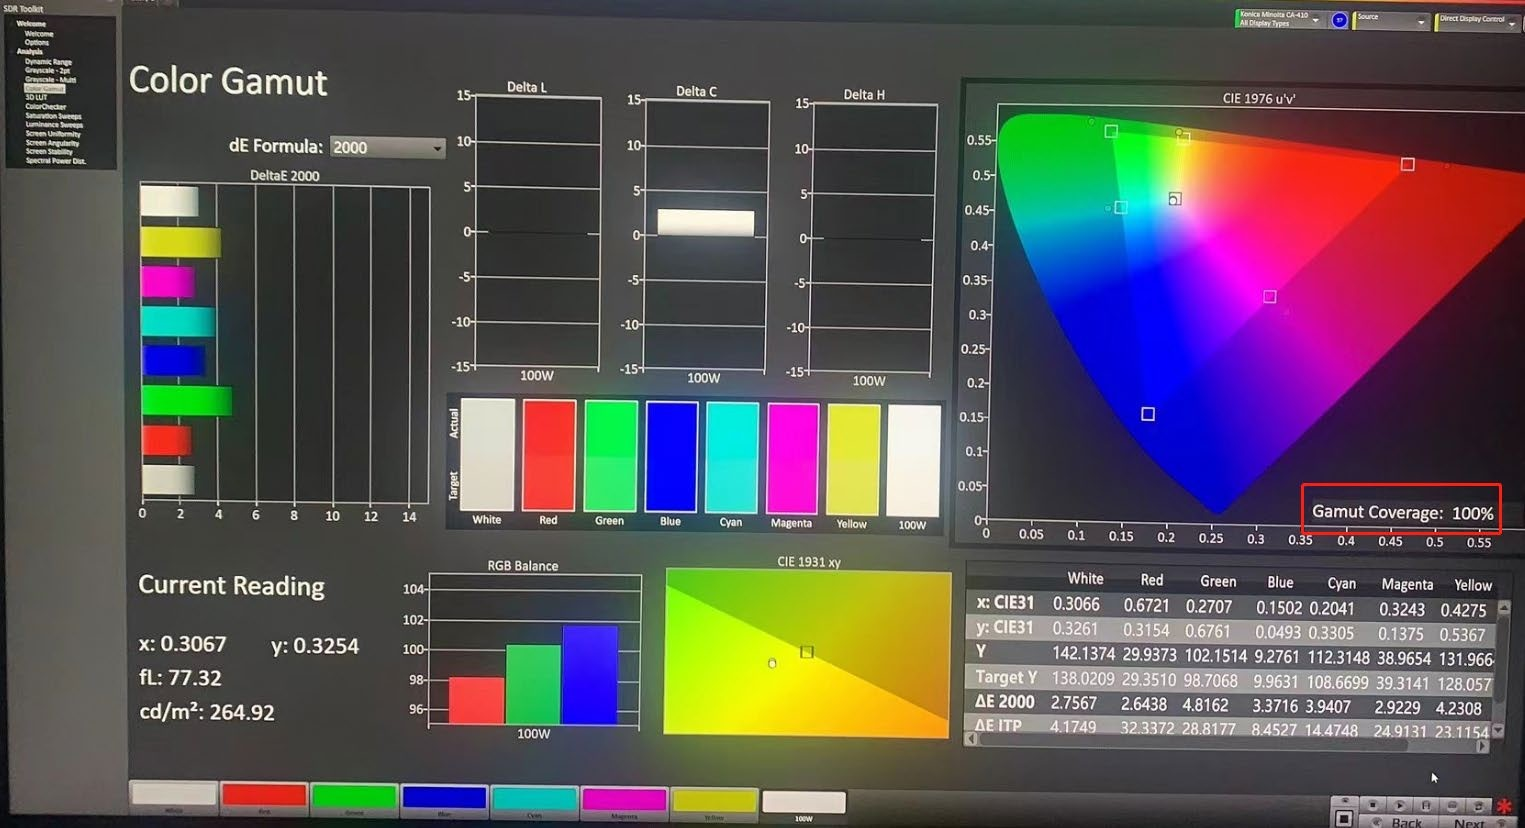 SDR Toolkit
Welcome
Welcome
Options
Analysis
Dynamic Range
Grayscale - 2pt
Grayscale - Multi
Color Gamut
3D LUT
ColorChecker
Saturation Sweeps
Luminance Sweeps
Screen Uniformity
Screen Angularity
Screen Stability
Spectral Power Dist.
Konica Minolta CA-410
All Display Types
Source
Direct Display Control
Color Gamut
dE Formula: 2000
DeltaE 2000
0 2 4 6 8 10 12 14
Delta L
15
10
5
0
-5
-10
-15
100W
Delta C
15
10
5
0
-5
-10
-15
100W
Delta H
15
10
5
0
-5
-10
-15
100W
Actual
Target
White Red Green Blue Cyan Magenta Yellow 100W
CIE 1976 u'v'
0.55
0.5
0.45
0.4
0.35
0.3
0.25
0.2
0.15
0.1
0.05
0
0 0.05 0.1 0.15 0.2 0.25 0.3 0.35 0.4 0.45 0.5 0.55
Gamut Coverage: 100%
Current Reading
x: 0.3067 y: 0.3254
fL: 77.32
cd/m²: 264.92
RGB Balance
104
102
100
98
96
100W
CIE 1931 xy
White Red Green Blue Cyan Magenta Yellow
x: CIE31 0.3066 0.6721 0.2707 0.1502 0.2041 0.3243 0.4275
y: CIE31 0.3261 0.3154 0.6761 0.0493 0.3305 0.1375 0.5367
Y 142.1374 29.9373 102.1514 9.2761 112.3148 38.9654 131.966
Target Y 138.0209 29.3510 98.7068 9.9631 108.6699 39.3141 128.057
ΔE 2000 2.7567 2.6438 4.8162 3.3716 3.9407 2.9229 4.2308
ΔE ITP 4.1749 32.3372 28.8177 8.4527 14.4748 24.9131 23.1154
White Red Green Blue Cyan Magenta Yellow 100W
Back Next